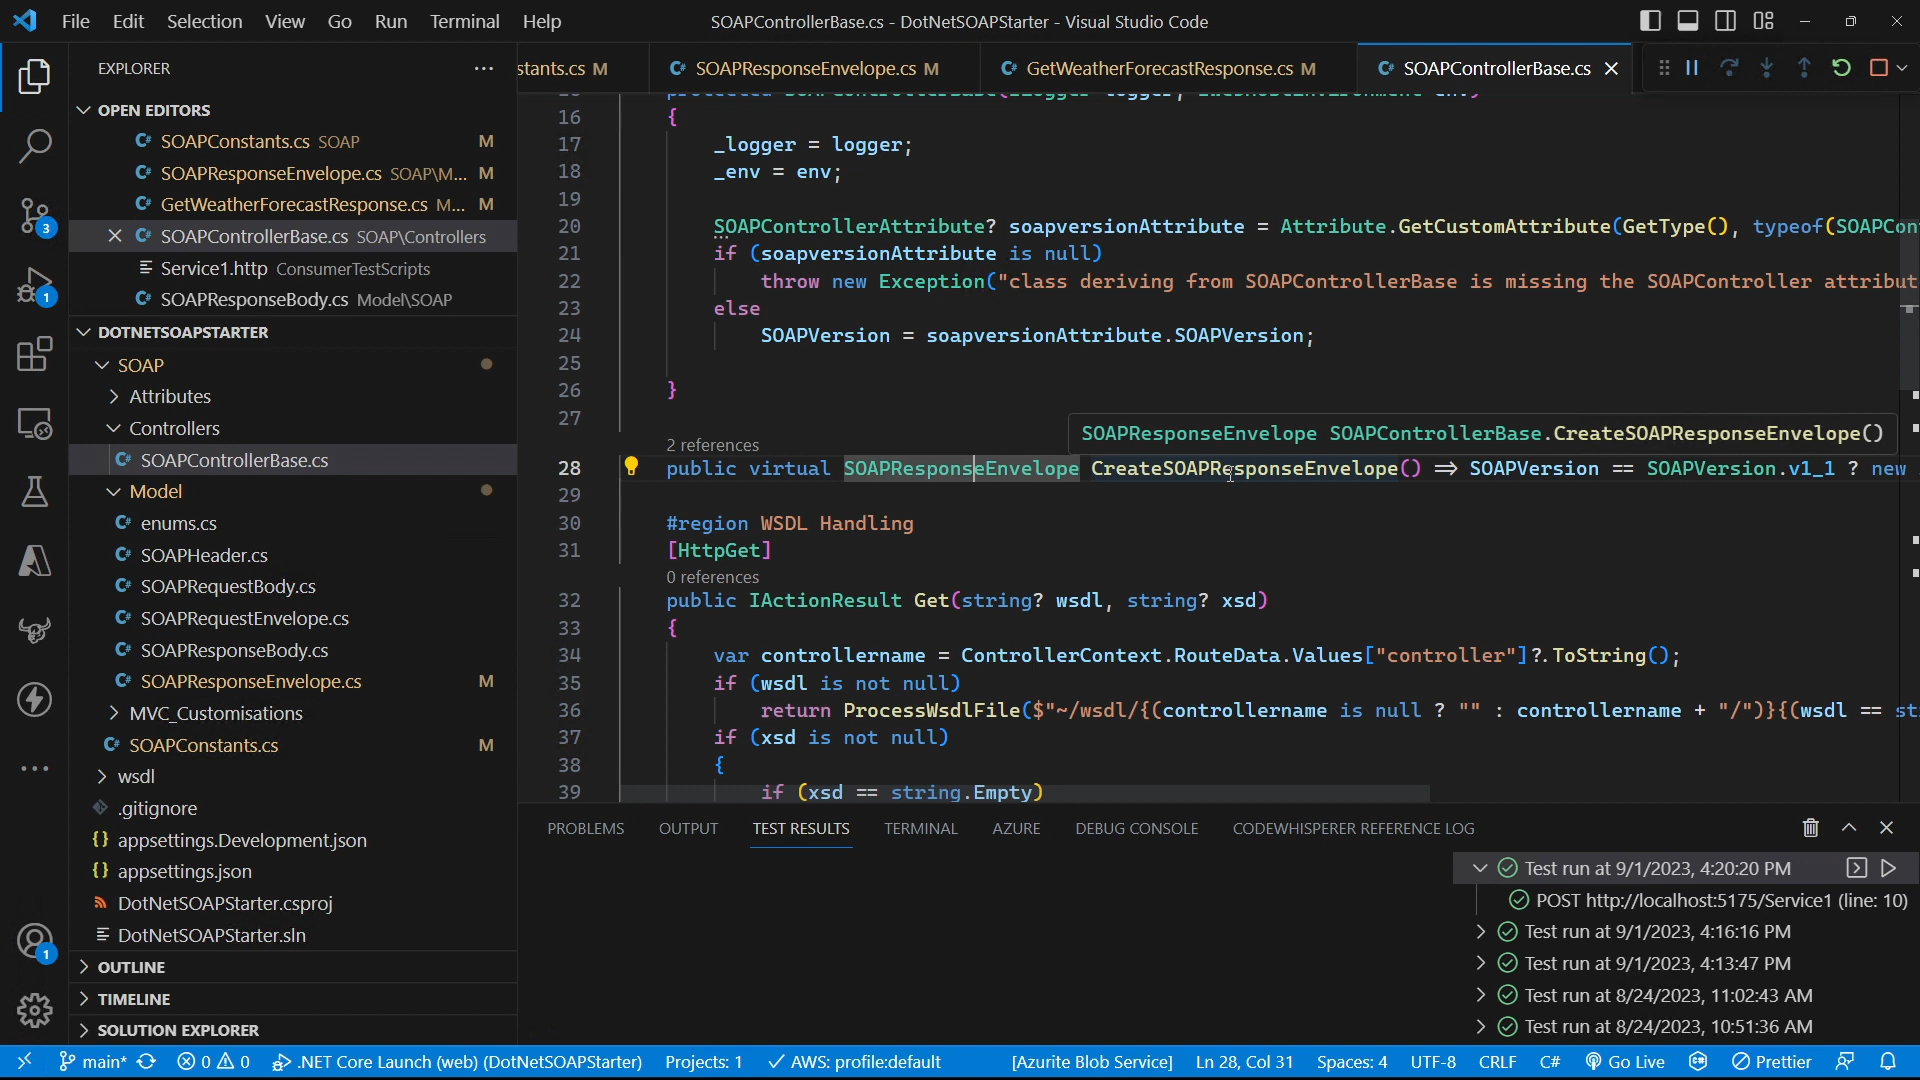 File Edit Selection View Go Run Terminal Help
SOAPControllerBase.cs - DotNetSOAPStarter - Visual Studio Code
EXPLORER
stants.cs M
SOAPResponseEnvelope.cs M
GetWeatherForecastResponse.cs M
SOAPControllerBase.cs
OPEN EDITORS
SOAPConstants.cs SOAP M
SOAPResponseEnvelope.cs SOAP\M... M
GetWeatherForecastResponse.cs M... M
SOAPControllerBase.cs SOAP\Controllers
Service1.http ConsumerTestScripts
SOAPResponseBody.cs Model\SOAP
DOTNETSOAPSTARTER
SOAP
Attributes
Controllers
SOAPControllerBase.cs
Model
enums.cs
SOAPHeader.cs
SOAPRequestBody.cs
SOAPRequestEnvelope.cs
SOAPResponseBody.cs
SOAPResponseEnvelope.cs M
MVC_Customisations
SOAPConstants.cs M
wsdl
.gitignore
appsettings.Development.json
appsettings.json
DotNetSOAPStarter.csproj
DotNetSOAPStarter.sln
OUTLINE
TIMELINE
SOLUTION EXPLORER
3
1
1
16 {
17 _logger = logger;
18 _env = env;
19
20 SOAPControllerAttribute? soapversionAttribute = Attribute.GetCustomAttribute(GetType(), typeof(SOAPCon
21 if (soapversionAttribute is null)
22 throw new Exception("class deriving from SOAPControllerBase is missing the SOAPController attribut
23 else
24 SOAPVersion = soapversionAttribute.SOAPVersion;
25
26 }
27
SOAPResponseEnvelope SOAPControllerBase.CreateSOAPResponseEnvelope()
2 references
28 public virtual SOAPResponseEnvelope CreateSOAPResponseEnvelope() => SOAPVersion == SOAPVersion.v1_1 ? new
29
30 #region WSDL Handling
31 [HttpGet]
0 references
32 public IActionResult Get(string? wsdl, string? xsd)
33 {
34 var controllername = ControllerContext.RouteData.Values["controller"]?.ToString();
35 if (wsdl is not null)
36 return ProcessWsdlFile($"~/wsdl/{(controllername is null ? "" : controllername + "/")}{(wsdl == st
37 if (xsd is not null)
38 {
39 if (xsd == string.Empty)
PROBLEMS OUTPUT TEST RESULTS TERMINAL AZURE DEBUG CONSOLE CODEWHISPERER REFERENCE LOG
Test run at 9/1/2023, 4:20:20 PM
POST http://localhost:5175/Service1 (line: 10)
Test run at 9/1/2023, 4:16:16 PM
Test run at 9/1/2023, 4:13:47 PM
Test run at 8/24/2023, 11:02:43 AM
Test run at 8/24/2023, 10:51:36 AM
main* 0 0 .NET Core Launch (web) (DotNetSOAPStarter) Projects: 1 AWS: profile:default [Azurite Blob Service] Ln 28, Col 31 Spaces: 4 UTF-8 CRLF C# Go Live Prettier